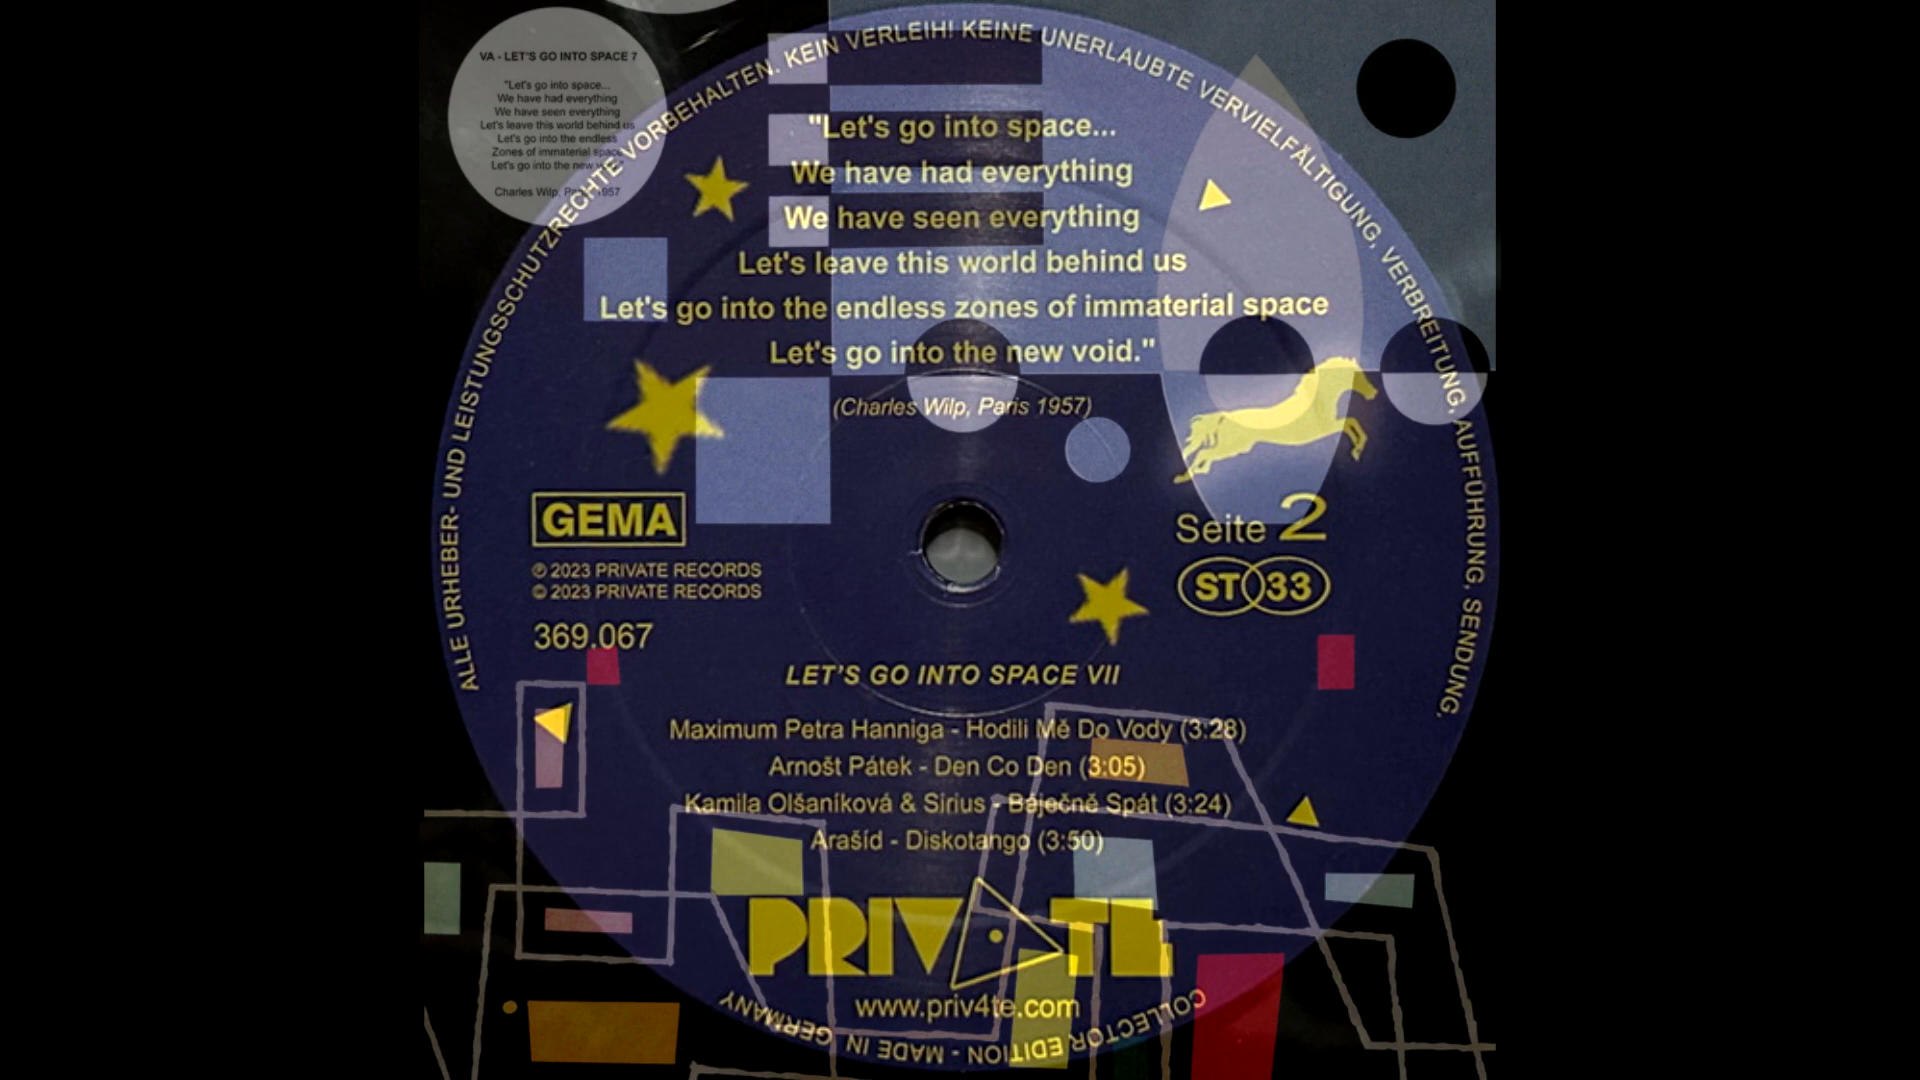 VA - LET'S GO INTO SPACE 7
"Let's go into space...
We have had everything
We have seen everything
Let's leave this world behind us
Let's go into the endless
Zones of immaterial space
Let's go into the new
Charles Wilp, Paris 1957
ALLE URHEBER- UND LEISTUNGSSCHUTZRECHTE VORBEHALTEN. KEIN VERLEIH! KEINE UNERLAUBTE VERVIELFÄLTIGUNG, VERBREITUNG, AUFFÜHRUNG, SENDUNG.
"Let's go into space...
We have had everything
We have seen everything
Let's leave this world behind us
Let's go into the endless zones of immaterial space
Let's go into the new void."
(Charles Wilp, Paris 1957)
GEMA
℗ 2023 PRIVATE RECORDS
© 2023 PRIVATE RECORDS
369.067
Seite 2
ST 33
LET'S GO INTO SPACE VII
Maximum Petra Hanniga - Hodili Mě Do Vody (3:28)
Arnošt Pátek - Den Co Den (3:05)
Kamila Olšaníková & Sirius - Báječně Spát (3:24)
Arašíd - Diskotango (3:50)
PRIVATE
www.priv4te.com
COLLECTOR EDITION - MADE IN GERMANY